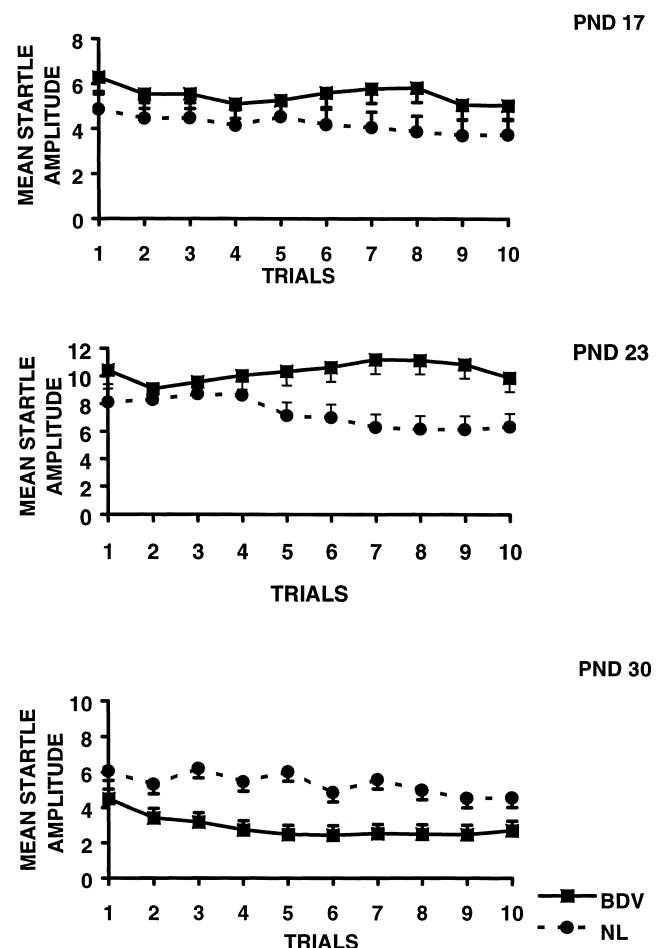 PND 17
MEAN STARTLE
AMPLITUDE
8
6
4
2
0
1 2 3 4 5 6 7 8 9 10
TRIALS
PND 23
MEAN STARTLE
AMPLITUDE
12
10
8
6
4
2
0
1 2 3 4 5 6 7 8 9 10
TRIALS
PND 30
MEAN STARTLE
AMPLITUDE
10
8
6
4
2
0
1 2 3 4 5 6 7 8 9 10
TRIALS
BDV
NL